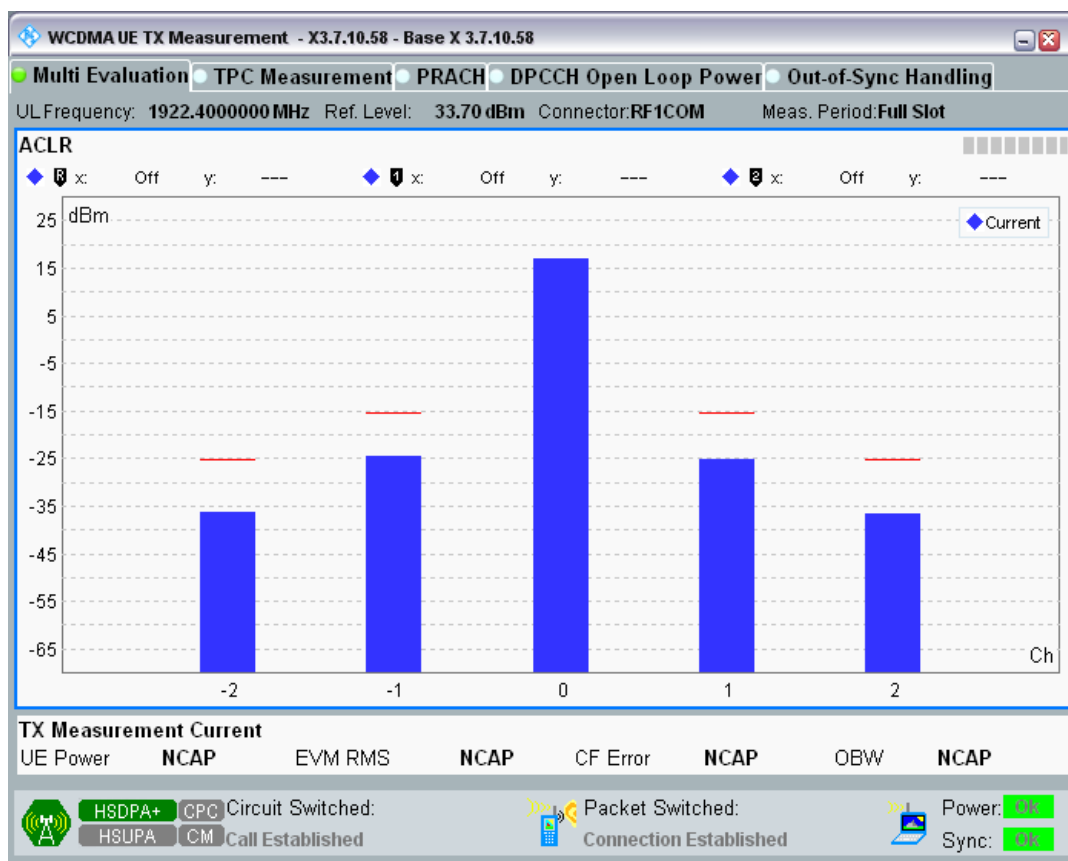 WCDMA UE TX Measurement - X3.7.10.58 - Base X 3.7.10.58
Multi Evaluation TPC Measurement PRACH DPCCH Open Loop Power Out-of-Sync Handling
UL Frequency: 1922.4000000 MHz Ref. Level: 33.70 dBm Connector:RF1COM Meas. Period:Full Slot
ACLR
R x: Off y: --- 1 x: Off y: --- 2 x: Off y: ---
dBm
Current
25
15
5
-5
-15
-25
-35
-45
-55
-65
Ch
-2 -1 0 1 2
TX Measurement Current
UE Power NCAP EVM RMS NCAP CF Error NCAP OBW NCAP
HSDPA+ CPC Circuit Switched: Packet Switched: Power: Ok
HSUPA CM Call Established Connection Established Sync: Ok